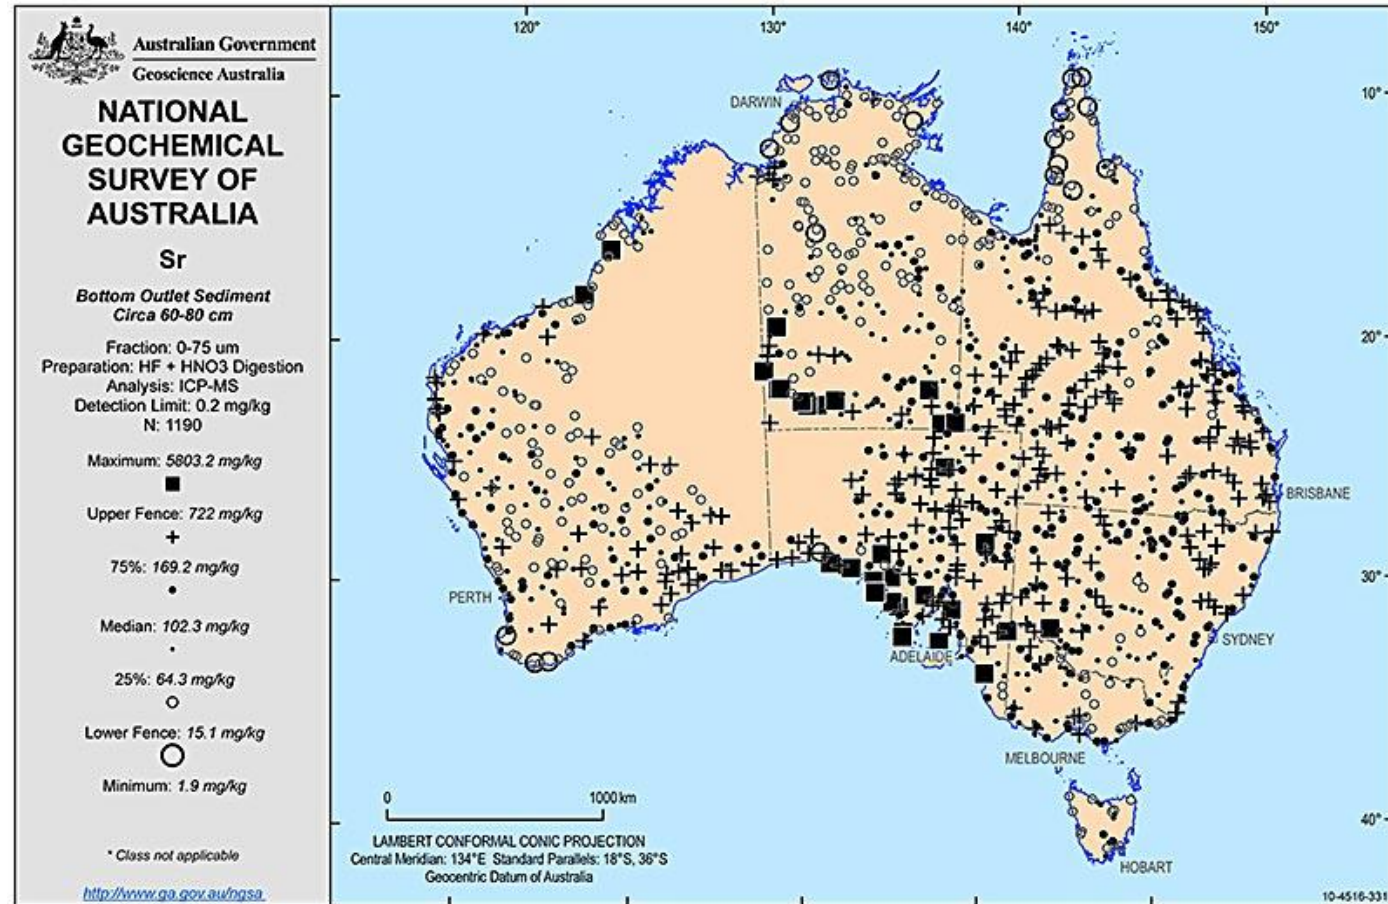 Australian Government
Geoscience Australia
NATIONAL
GEOCHEMICAL
SURVEY OF
AUSTRALIA
Sr
Bottom Outlet Sediment
Circa 60-80 cm
Fraction: 0-75 um
Preparation: HF + HNO3 Digestion
Analysis: ICP-MS
Detection Limit: 0.2 mg/kg
N: 1190
Maximum: 5803.2 mg/kg
Upper Fence: 722 mg/kg
75%: 169.2 mg/kg
Median: 102.3 mg/kg
25%: 64.3 mg/kg
Lower Fence: 15.1 mg/kg
Minimum: 1.9 mg/kg
* Class not applicable
http://www.ga.gov.au/ngsa
120° 130° 140° 150°
10°
DARWIN
20°
BRISBANE
30°
PERTH
SYDNEY
ADELAIDE
MELBOURNE
0 1000 km
40°
LAMBERT CONFORMAL CONIC PROJECTION
Central Meridian: 134°E Standard Parallels: 18°S, 36°S
Geocentric Datum of Australia
HOBART
10-4516-331